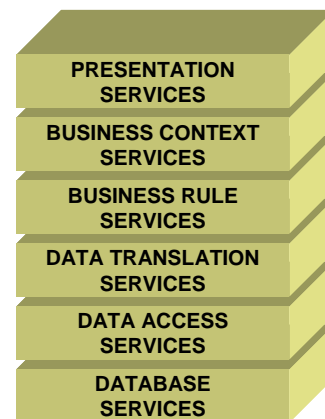 PRESENTATION
SERVICES
BUSINESS CONTEXT
SERVICES
BUSINESS RULE
SERVICES
DATA TRANSLATION
SERVICES
DATA ACCESS
SERVICES
DATABASE
SERVICES